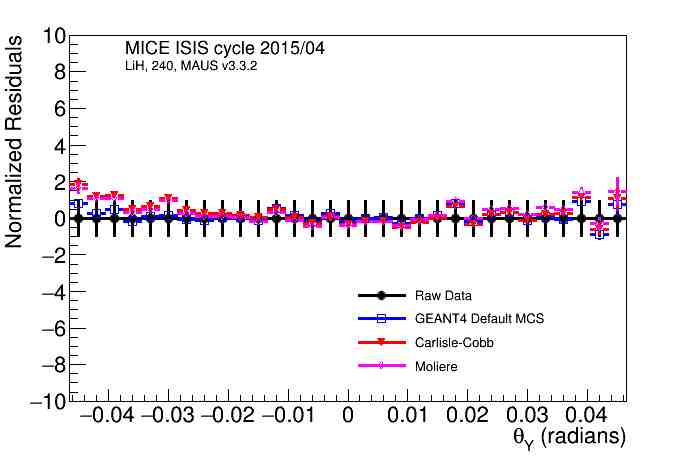 MICE ISIS cycle 2015/04
LiH, 240, MAUS v3.3.2
Normalized Residuals
10
8
6
4
2
0
−2
−4
−6
−8
−10
Raw Data
GEANT4 Default MCS
Carlisle-Cobb
Moliere
−0.04 −0.03 −0.02 −0.01 0 0.01 0.02 0.03 0.04
θY (radians)